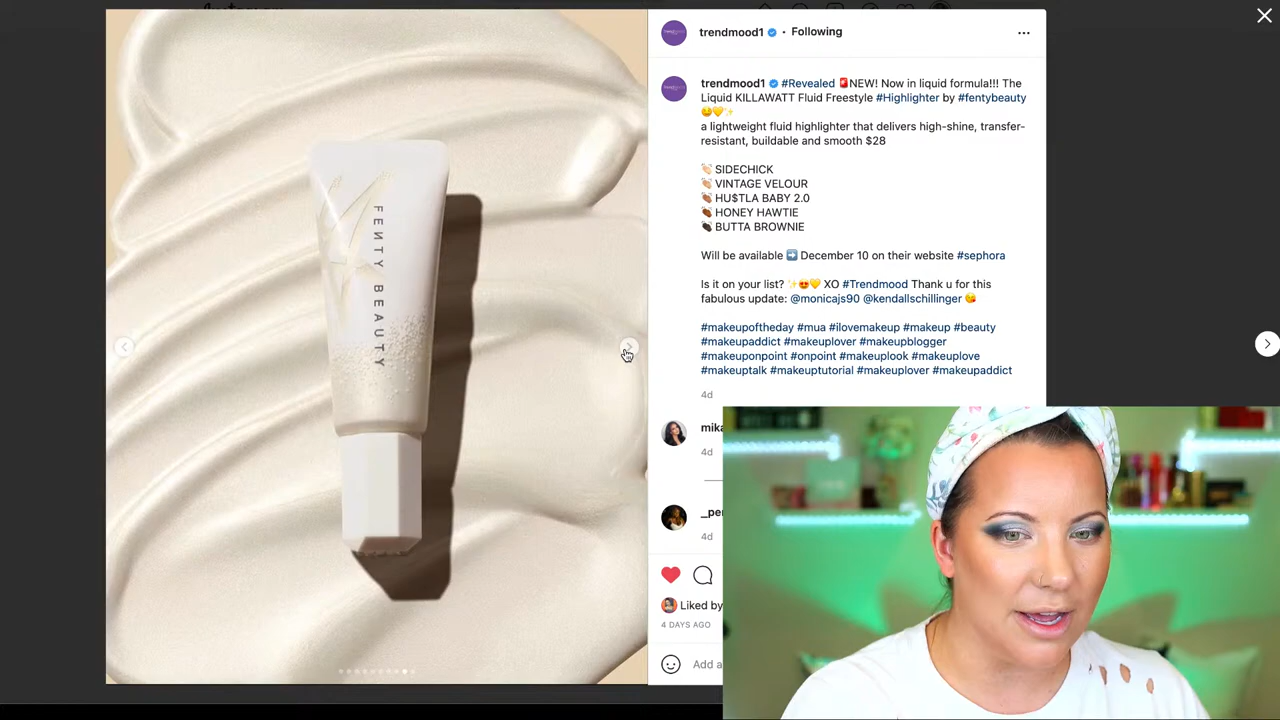 trendmood1 • Following
trendmood1 #Revealed 🚨NEW! Now in liquid formula!!! The
Liquid KILLAWATT Fluid Freestyle #Highlighter by #fentybeauty
😆💛✨
a lightweight fluid highlighter that delivers high-shine, transfer-
resistant, buildable and smooth $28
👏🏻 SIDECHICK
👏🏼 VINTAGE VELOUR
👏🏽 HU$TLA BABY 2.0
👏🏾 HONEY HAWTIE
👏🏿 BUTTA BROWNIE
Will be available ➡️ December 10 on their website #sephora
Is it on your list? ✨😍💛 XO #Trendmood Thank u for this
fabulous update: @monicajs90 @kendallschillinger 😘
#makeupoftheday #mua #ilovemakeup #makeup #beauty
#makeupaddict #makeuplover #makeupblogger
#makeuponpoint #onpoint #makeuplook #makeuplove
#makeuptalk #makeuptutorial #makeuplover #makeupaddict
4d
mika
4d
_per
4d
Liked by
4 DAYS AGO
Add a
FENTY BEAUTY